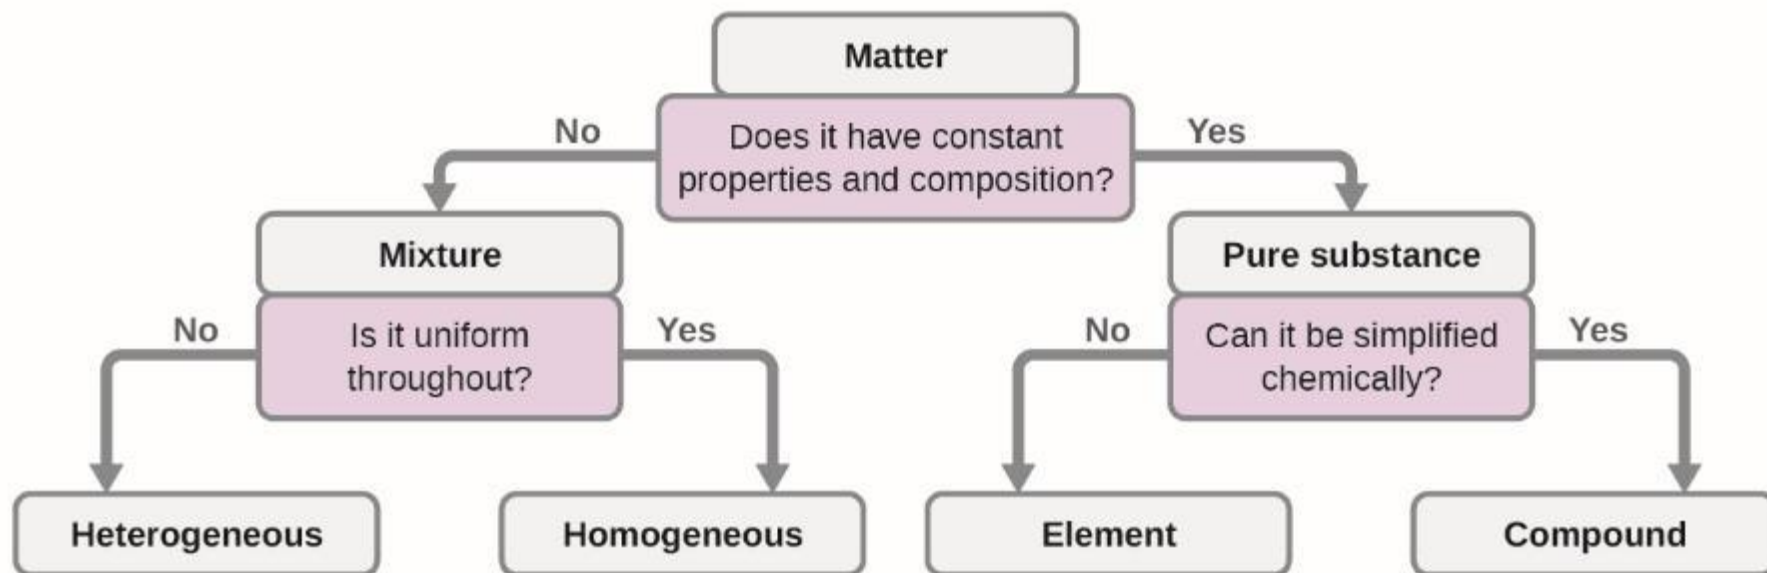 Matter
No
Does it have constant
properties and composition?
Yes
Mixture
Pure substance
No
Is it uniform
throughout?
Yes
No
Can it be simplified
chemically?
Yes
Heterogeneous
Homogeneous
Element
Compound